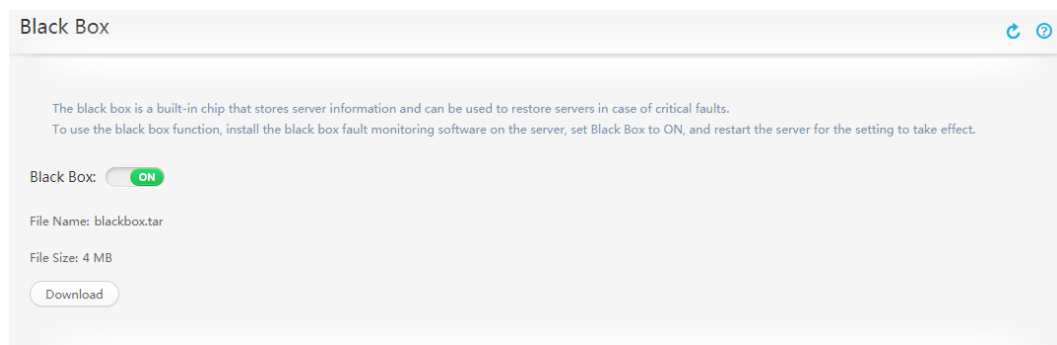 Black Box
The black box is a built-in chip that stores server information and can be used to restore servers in case of critical faults.
To use the black box function, install the black box fault monitoring software on the server, set Black Box to ON, and restart the server for the setting to take effect.
Black Box: ON
File Name: blackbox.tar
File Size: 4 MB
Download